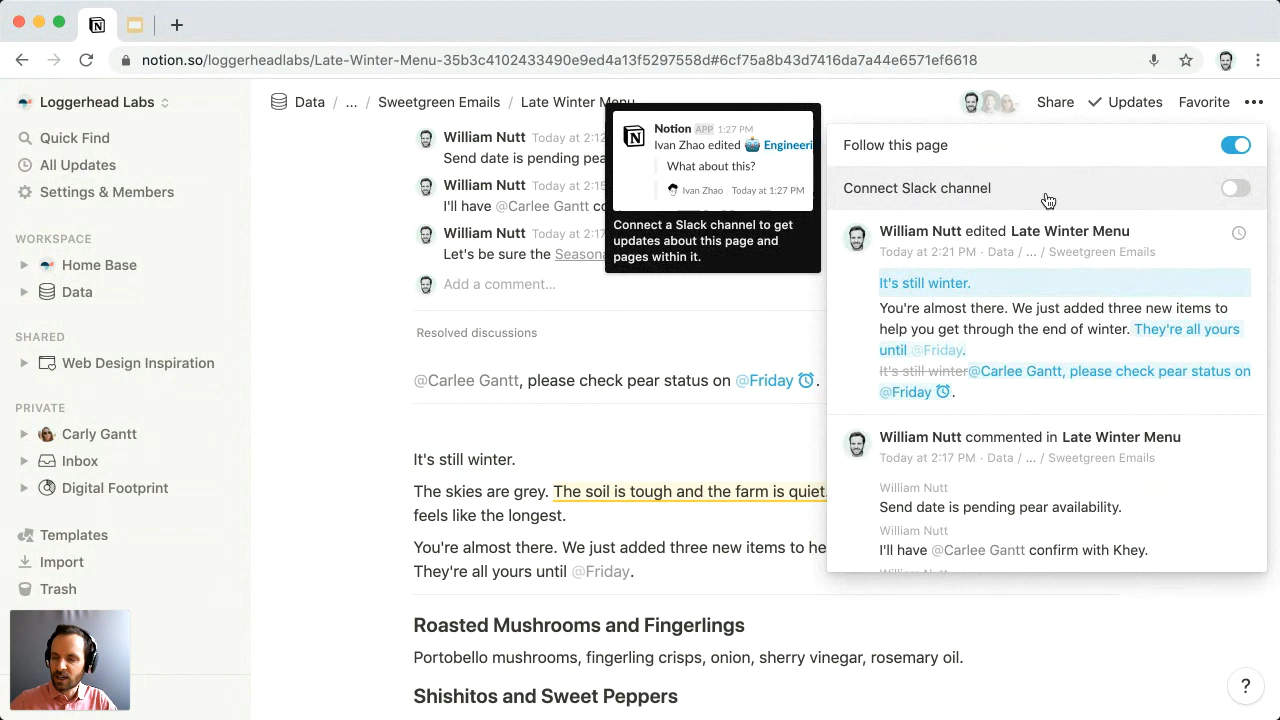 notion.so/loggerheadlabs/Late-Winter-Menu-35b3c4102433490e9ed4a13f5297558d#6cf75a8b43d7416da7a44e6571ef6618
Loggerhead Labs
Quick Find
All Updates
Settings & Members
WORKSPACE
Home Base
Data
SHARED
Web Design Inspiration
PRIVATE
Carly Gantt
Inbox
Digital Footprint
Templates
Import
Trash
Data / ... / Sweetgreen Emails / Late Winter Menu
Share
Updates
Favorite
William Nutt Today at 2:12
Send date is pending pea
William Nutt Today at 2:15
I'll have @Carlee Gantt co
William Nutt Today at 2:17
Let's be sure the Seasona
Add a comment…
Resolved discussions
@Carlee Gantt, please check pear status on @Friday.
It's still winter.
The skies are grey. The soil is tough and the farm is quiet.
feels like the longest.
You're almost there. We just added three new items to he
They're all yours until @Friday.
Roasted Mushrooms and Fingerlings
Portobello mushrooms, fingerling crisps, onion, sherry vinegar, rosemary oil.
Shishitos and Sweet Peppers
Notion APP 1:27 PM
Ivan Zhao edited Engineeri
What about this?
Ivan Zhao Today at 1:27 PM
Connect a Slack channel to get
updates about this page and
pages within it.
Follow this page
Connect Slack channel
William Nutt edited Late Winter Menu
Today at 2:21 PM · Data / ... / Sweetgreen Emails
It's still winter.
You're almost there. We just added three new items to
help you get through the end of winter. They're all yours
until @Friday.
It's still winter@Carlee Gantt, please check pear status on
@Friday.
William Nutt commented in Late Winter Menu
Today at 2:17 PM · Data / ... / Sweetgreen Emails
William Nutt
Send date is pending pear availability.
William Nutt
I'll have @Carlee Gantt confirm with Khey.
?